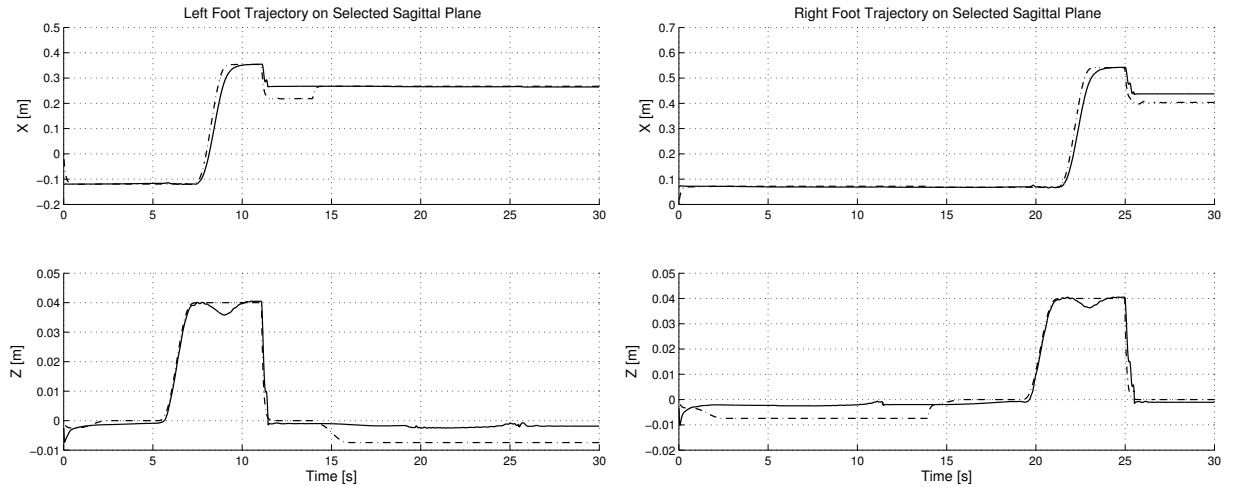 Left Foot Trajectory on Selected Sagittal Plane
0.5
0.4
0.3
0.2
0.1
0
−0.1
−0.2
X [m]
0 5 10 15 20 25 30
Right Foot Trajectory on Selected Sagittal Plane
0.7
0.6
0.5
0.4
0.3
0.2
0.1
0
X [m]
0 5 10 15 20 25 30
0.05
0.04
0.03
0.02
0.01
0
−0.01
Z [m]
0 5 10 15 20 25 30
Time [s]
0.05
0.04
0.03
0.02
0.01
0
−0.01
−0.02
Z [m]
0 5 10 15 20 25 30
Time [s]